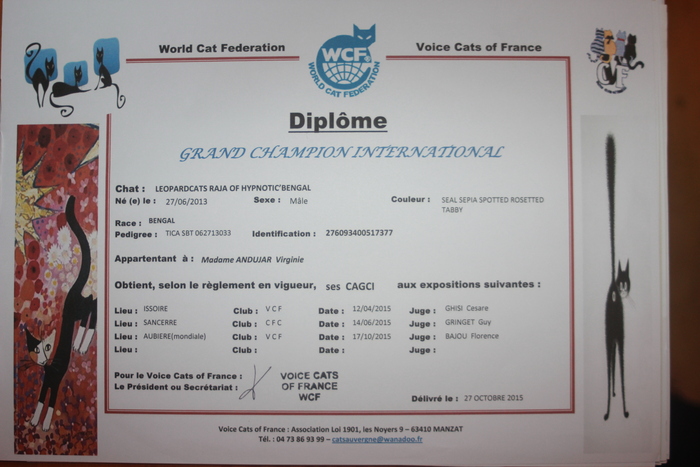 World Cat Federation
WCF
WORLD CAT FEDERATION
Voice Cats of France
Diplôme
GRAND CHAMPION INTERNATIONAL
Chat : LEOPARDCATS RAJA OF HYPNOTIC'BENGAL
Né (e) le : 27/06/2013 Sexe : Mâle Couleur : SEAL SEPIA SPOTTED ROSETTED
TABBY
Race : BENGAL
Pedigree : TICA SBT 062713033 Identification : 276093400517377
Appartenant à : Madame ANDUJAR Virginie
Obtient, selon le règlement en vigueur, ses CAGCI aux expositions suivantes :
Lieu : ISSOIRE Club : V C F Date : 12/04/2015 Juge : GHISI Cesare
Lieu : SANCERRE Club : C F C Date : 14/06/2015 Juge : GRINGET Guy
Lieu : AUBIERE(mondiale) Club : V C F Date : 17/10/2015 Juge : BAJOU Florence
Lieu : Club : Date : Juge :
Pour le Voice Cats of France :
Le Président ou Secrétariat :
VOICE CATS
OF FRANCE
WCF
Délivré le : 27 OCTOBRE 2015
Voice Cats of France : Association Loi 1901, les Noyers 9 – 63410 MANZAT
Tél. : 04 73 86 93 99 – catsauvergne@wanadoo.fr